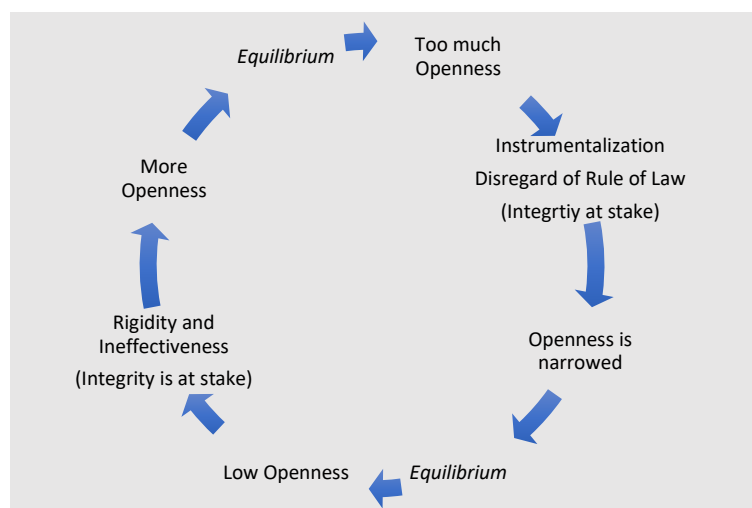 Equilibrium
Too much
Openness
Instrumentalization
Disregard of Rule of Law
(Integrtiy at stake)
Openness is
narrowed
Equilibrium
Low Openness
Rigidity and
Ineffectiveness
(Integrity is at stake)
More
Openness